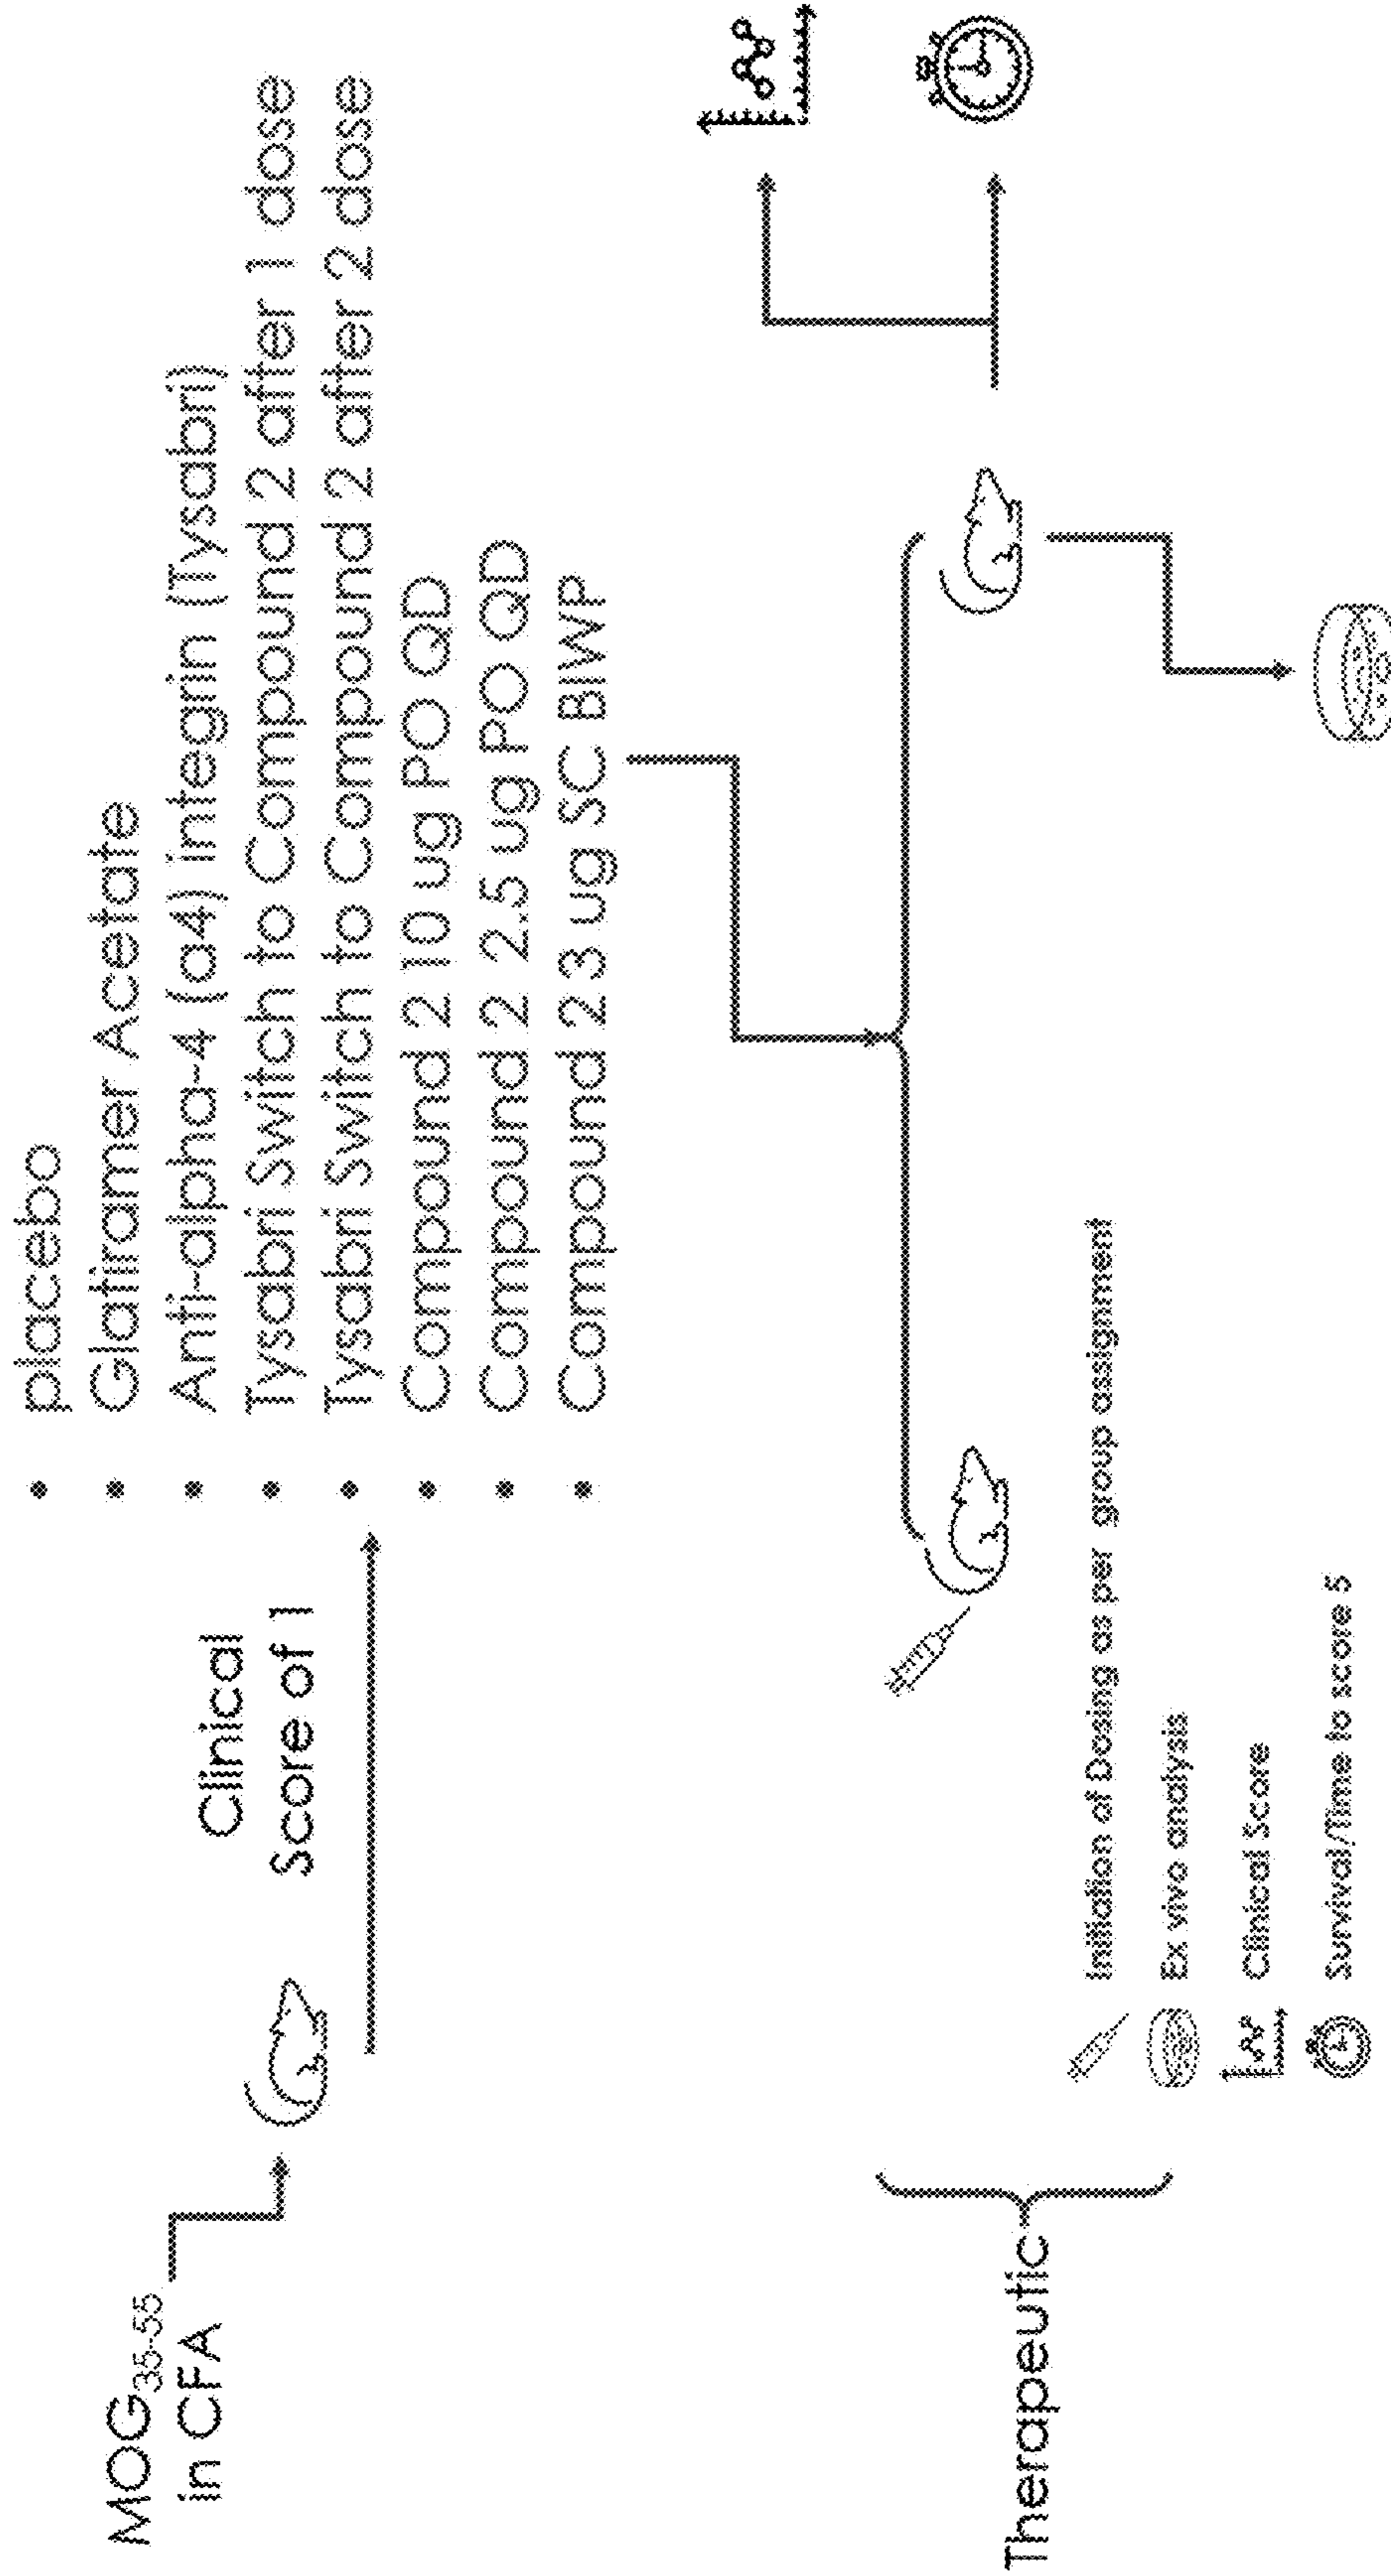 MOG35-55
in CFA
Clinical
Score of 1
• placebo
• Glatiramer Acetate
• Anti-alpha-4 (α4) integrin (Tysabri)
• Tysabri Switch to Compound 2 after 1 dose
• Tysabri Switch to Compound 2 after 2 dose
• Compound 2 10 ug PO QD
• Compound 2 2.5 ug PO QD
• Compound 2 3 ug SC BIWP
Therapeutic
Initiation of Dosing as per group assignment
Ex vivo analysis
Clinical Score
Survival/Time to score 5